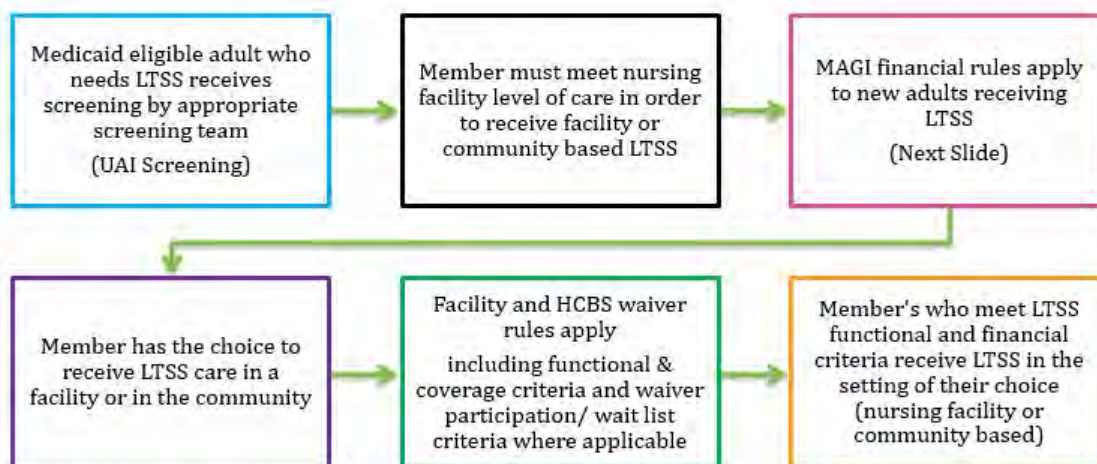 Medicaid eligible adult who
needs LTSS receives
screening by appropriate
screening team
(UAI Screening)
Member must meet nursing
facility level of care in order
to receive facility or
community based LTSS
MAGI financial rules apply
to new adults receiving
LTSS
(Next Slide)
Member has the choice to
receive LTSS care in a
facility or in the community
Facility and HCBS waiver
rules apply
including functional &
coverage criteria and waiver
participation/ wait list
criteria where applicable
Member's who meet LTSS
functional and financial
criteria receive LTSS in the
setting of their choice
(nursing facility or
community based)